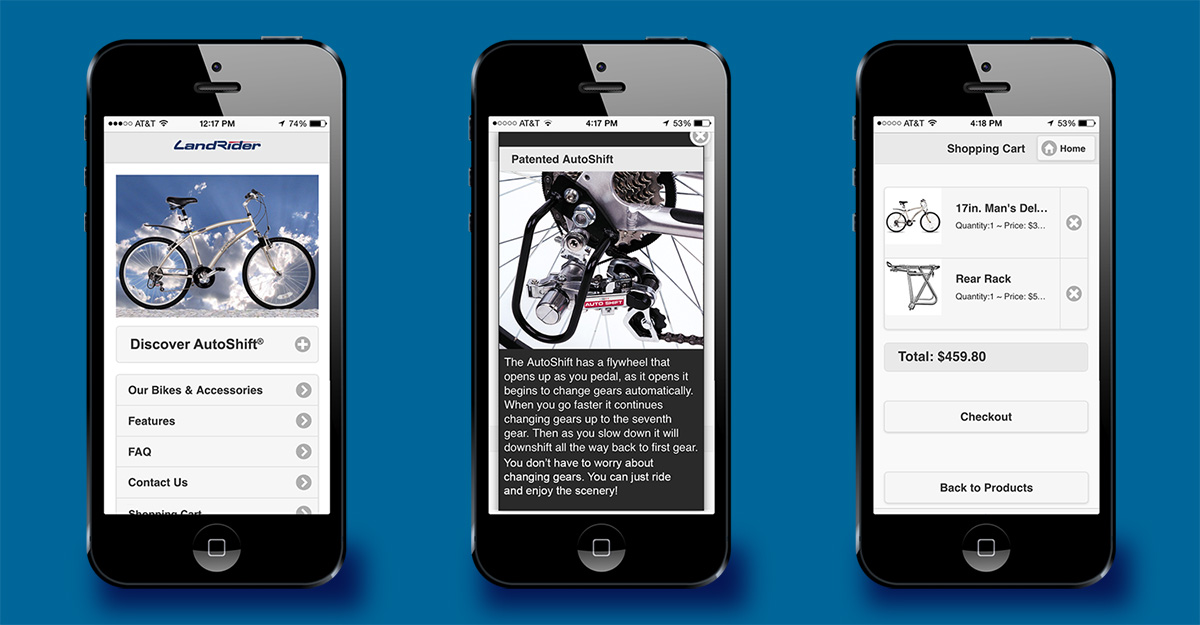 AT&T 12:17 PM 74%
LandRider
Discover AutoShift®
Our Bikes & Accessories
Features
FAQ
Contact Us
Shopping Cart
AT&T 4:17 PM 53%
Patented AutoShift
AUTO SHIFT
The AutoShift has a flywheel that
opens up as you pedal, as it opens it
begins to change gears automatically.
When you go faster it continues
changing gears up to the seventh
gear. Then as you slow down it will
downshift all the way back to first gear.
You don't have to worry about
changing gears. You can just ride
and enjoy the scenery!
AT&T 4:18 PM 53%
Shopping Cart Home
17in. Man's Del...
Quantity:1 ~ Price: $3...
Rear Rack
Quantity:1 ~ Price: $5...
Total: $459.80
Checkout
Back to Products